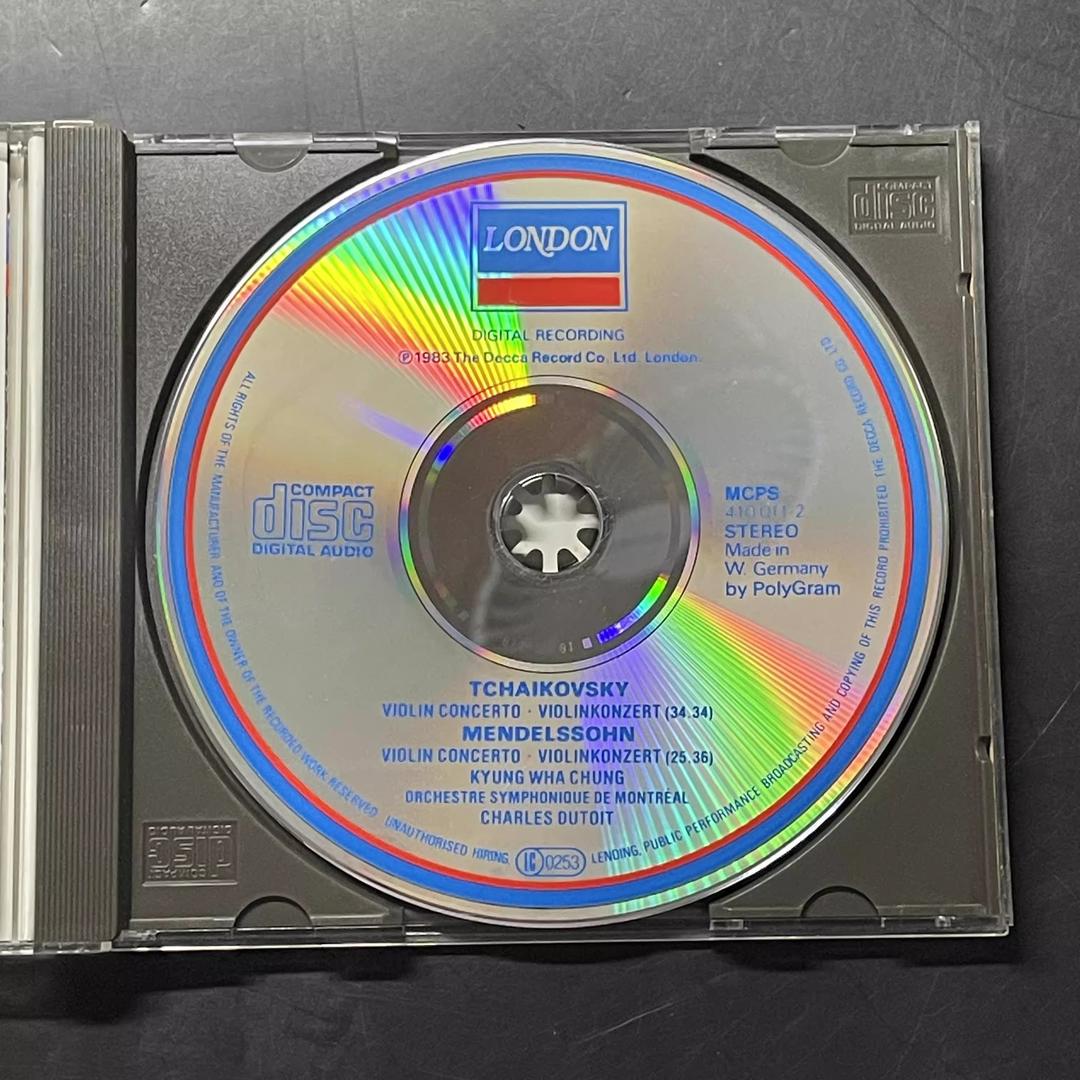 LONDON
DIGITAL RECORDING
℗1983 The Decca Record Co. Ltd. London.
COMPACT
disc
DIGITAL AUDIO
MCPS
410 011-2
STEREO
Made in
W. Germany
by PolyGram
TCHAIKOVSKY
VIOLIN CONCERTO · VIOLINKONZERT (34.34)
MENDELSSOHN
VIOLIN CONCERTO · VIOLINKONZERT (25.36)
KYUNG WHA CHUNG
ORCHESTRE SYMPHONIQUE DE MONTRÉAL
CHARLES DUTOIT
ALL RIGHTS OF THE MANUFACTURER AND OF THE OWNER OF THE RECORDED WORK RESERVED UNAUTHORISED HIRING, LENDING, PUBLIC PERFORMANCE BROADCASTING AND COPYING OF THIS RECORD PROHIBITED THE DECCA RECORD CO. LTD
LC 0253
COMPACT
disc
DIGITAL AUDIO
COMPACT
disc
DIGITAL AUDIO